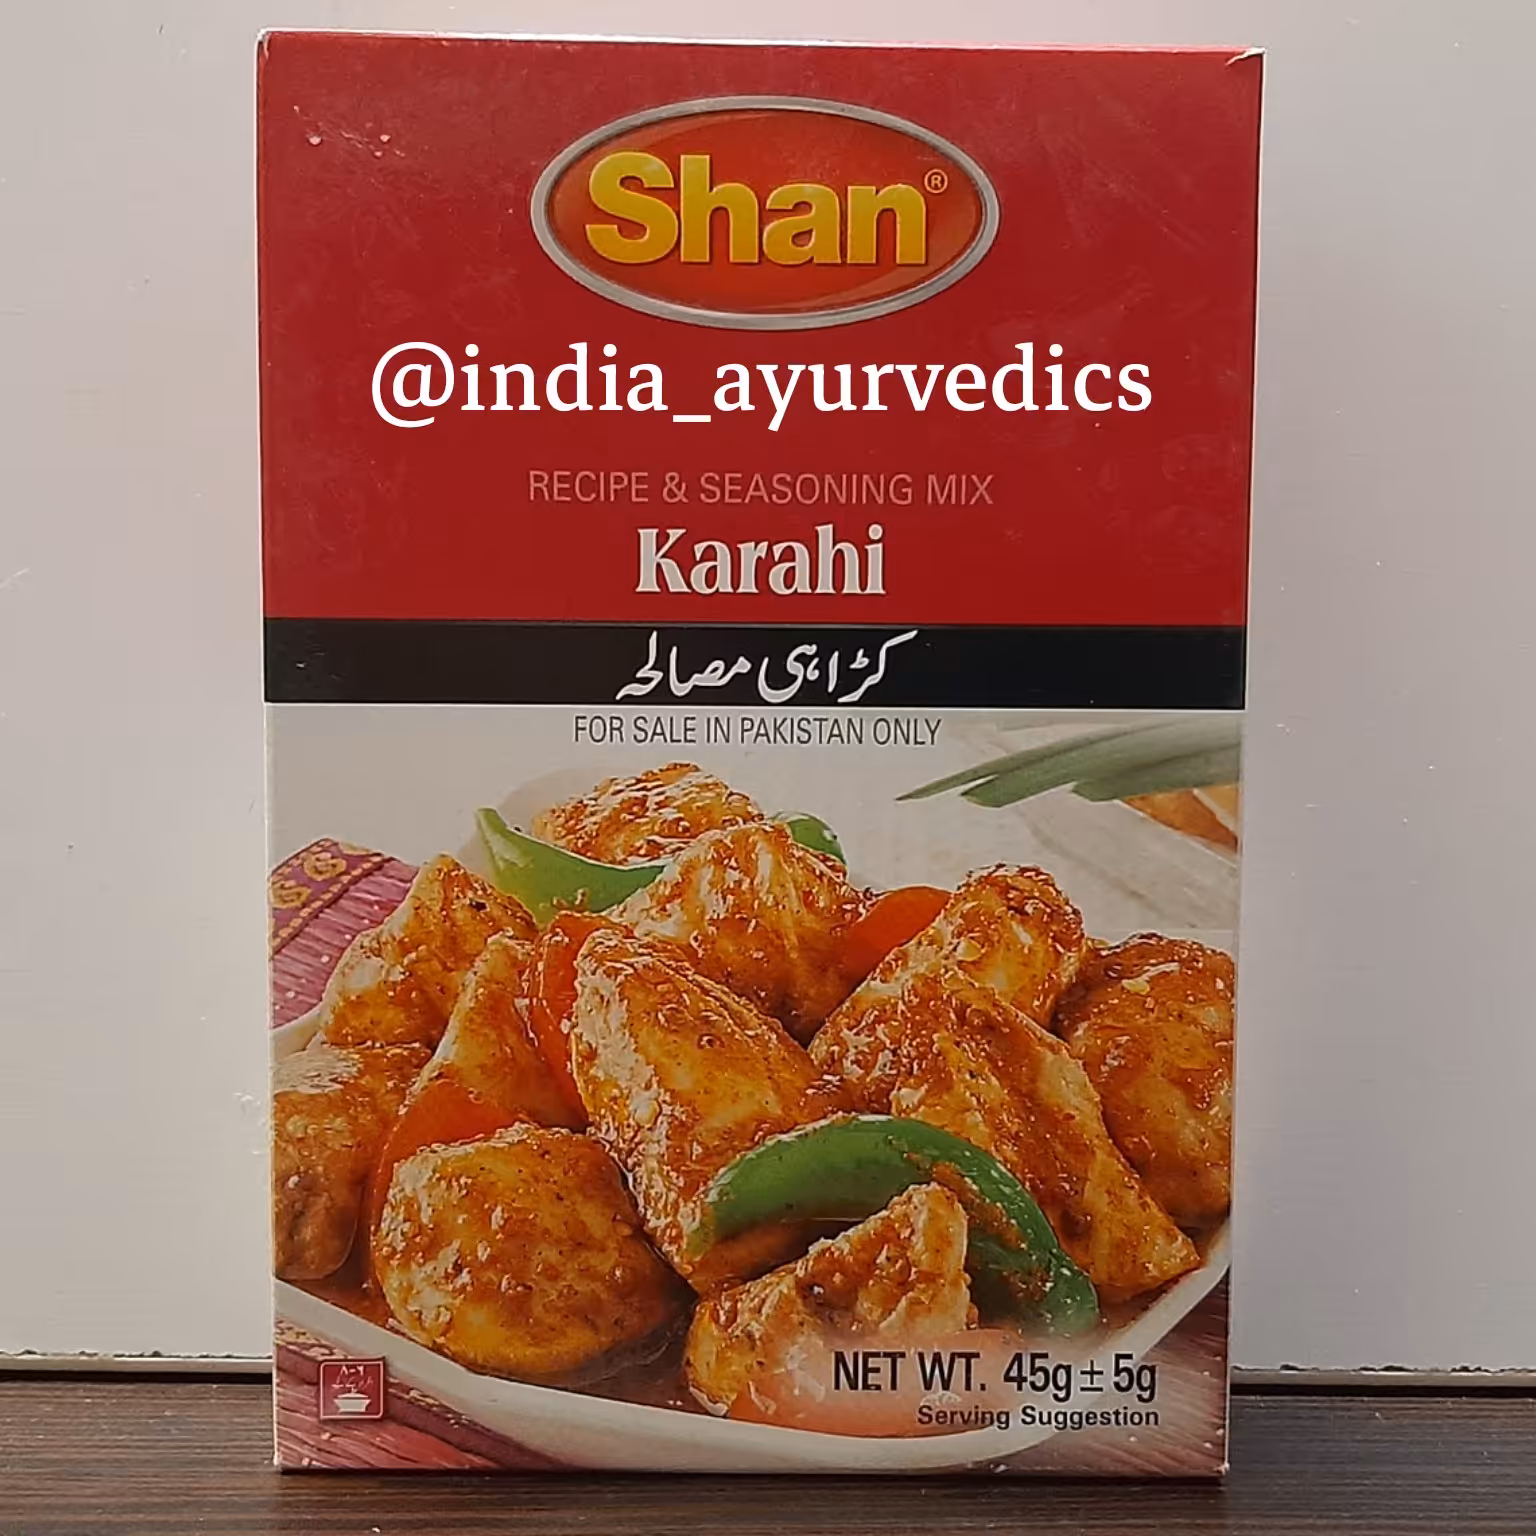 Shan®
@india_ayurvedics
RECIPE & SEASONING MIX
Karahi
کڑاہی مصالحہ
FOR SALE IN PAKISTAN ONLY
NET WT. 45g±5g
Serving Suggestion